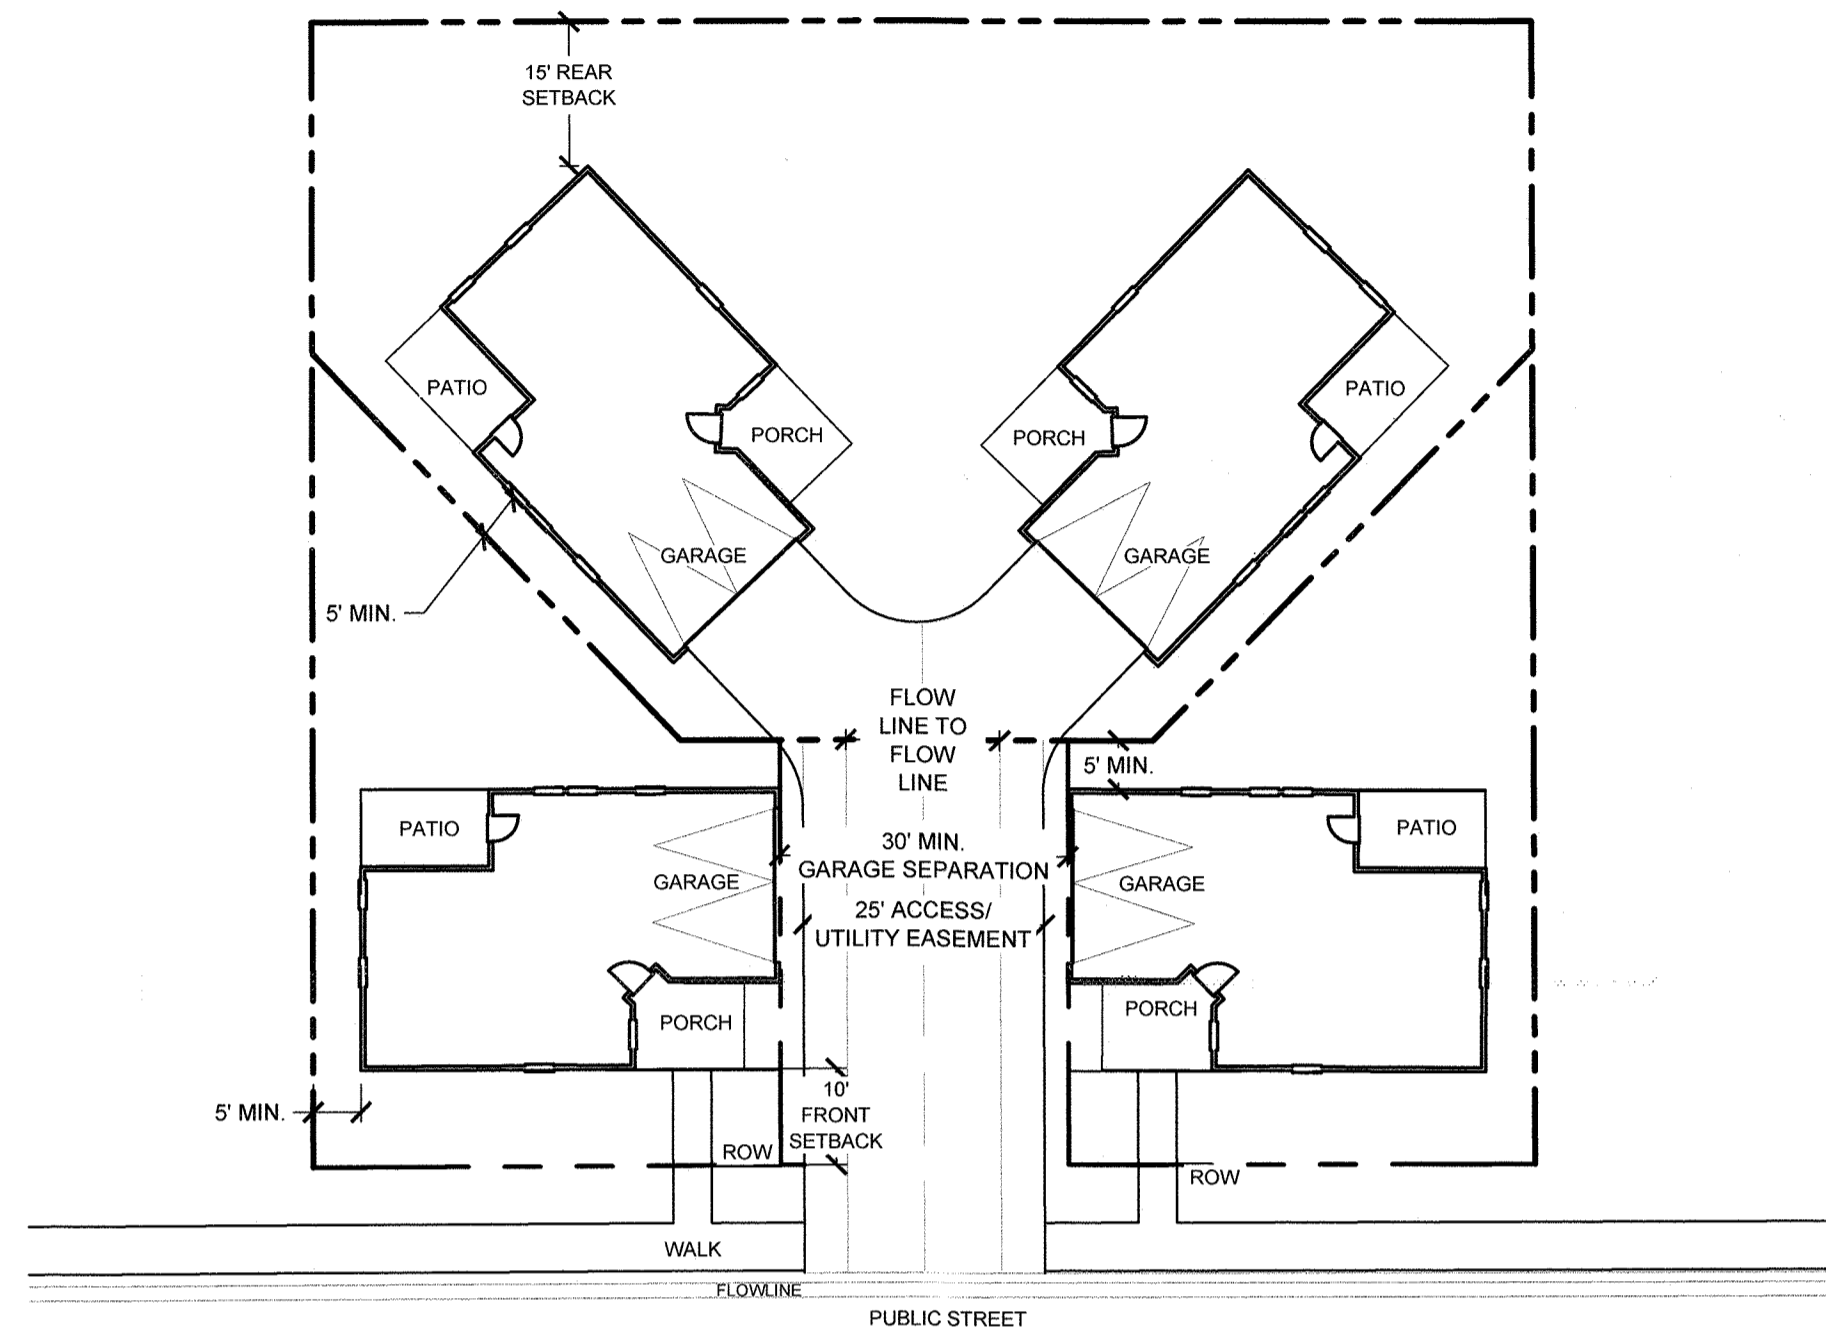 15' REAR
SETBACK
PATIO
PATIO
PORCH
PORCH
GARAGE
GARAGE
5' MIN.
FLOW
LINE TO
FLOW
LINE
5' MIN.
PATIO
PATIO
30' MIN.
GARAGE SEPARATION
GARAGE
GARAGE
25' ACCESS/
UTILITY EASEMENT
PORCH
PORCH
10'
FRONT
SETBACK
5' MIN.
ROW
ROW
WALK
FLOWLINE
PUBLIC STREET